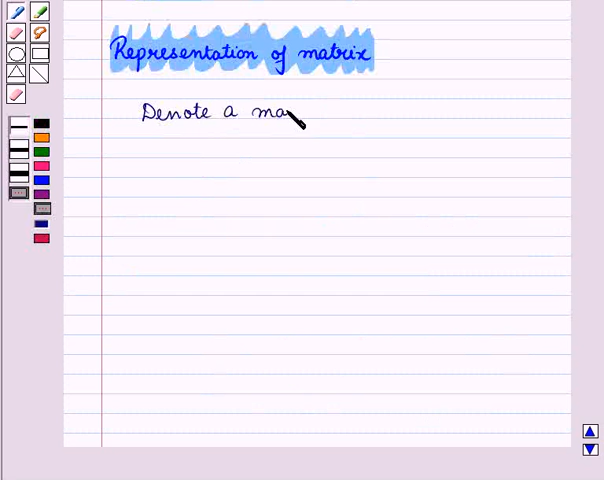 Representation of matrix
Denote a ma